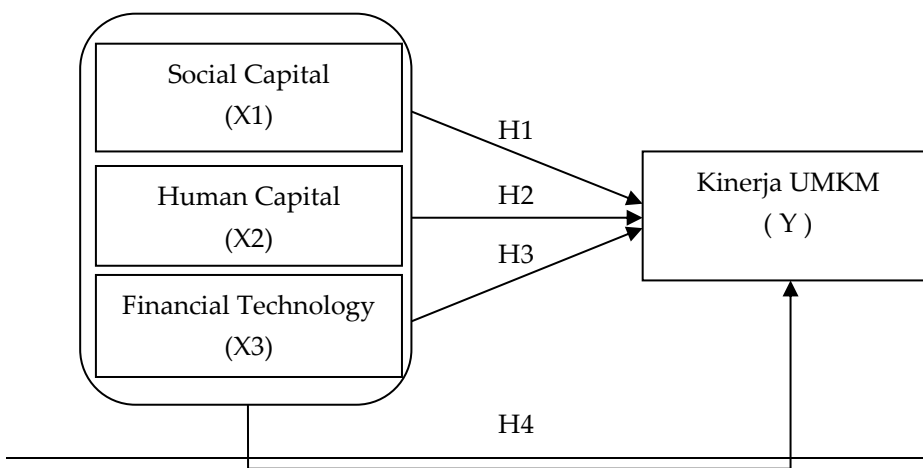 Social Capital
(X1)
Human Capital
(X2)
Financial Technology
(X3)
H1
H2
H3
Kinerja UMKM
( Y )
H4